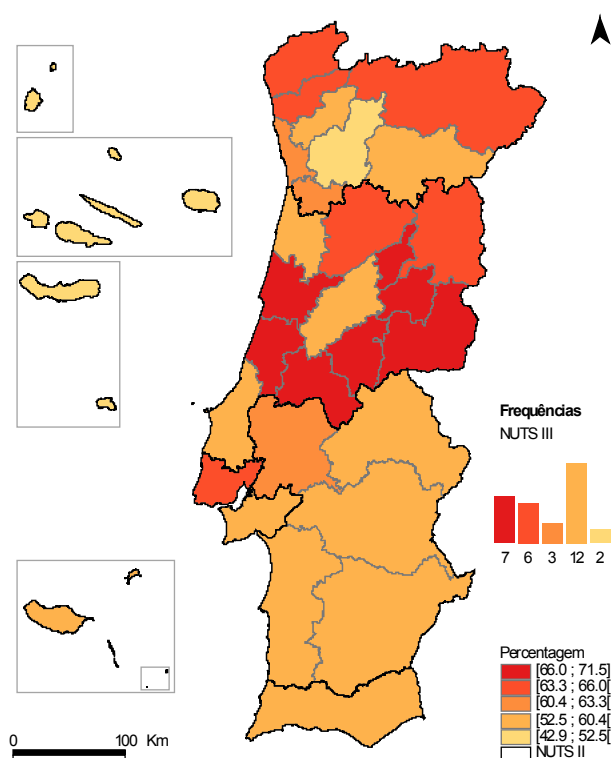 Frequências
NUTS III
7 6 3 12 2
Percentagem
[66.0 ; 71.5]
[63.3 ; 66.0[
[60.4 ; 63.3[
[52.5 ; 60.4[
[42.9 ; 52.5[
NUTS II
0 100 Km